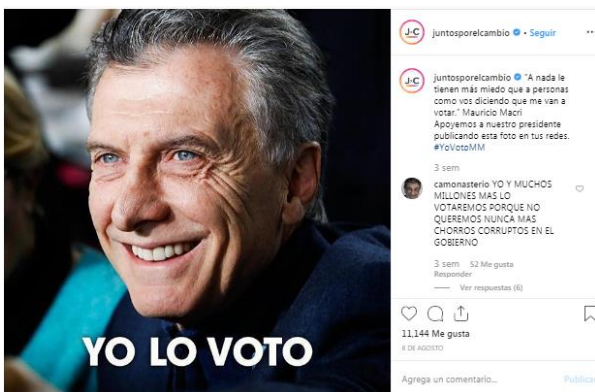 YO LO VOTO
J✶C
juntosporelcambio • Seguir
J✶C
juntosporelcambio "A nada le
tienen más miedo que a personas
como vos diciendo que me van a
votar." Mauricio Macri
Apoyemos a nuestro presidente
publicando esta foto en tus redes.
#YoVotoMM
3 sem
camonasterio YO Y MUCHOS
MILLONES MAS LO
VOTAREMOS PORQUE NO
QUEREMOS NUNCA MAS
CHORROS CORRUPTOS EN EL
GOBIERNO
3 sem 52 Me gusta
Responder
Ver respuestas (6)
11,144 Me gusta
8 DE AGOSTO
Agrega un comentario... Publicar